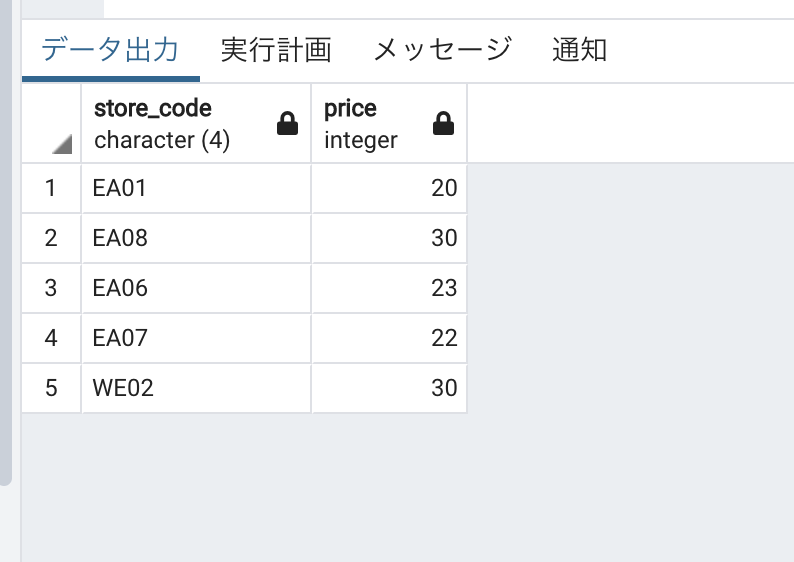 データ出力 実行計画 メッセージ 通知
store_code price
character (4) integer
1 EA01 20
2 EA08 30
3 EA06 23
4 EA07 22
5 WE02 30